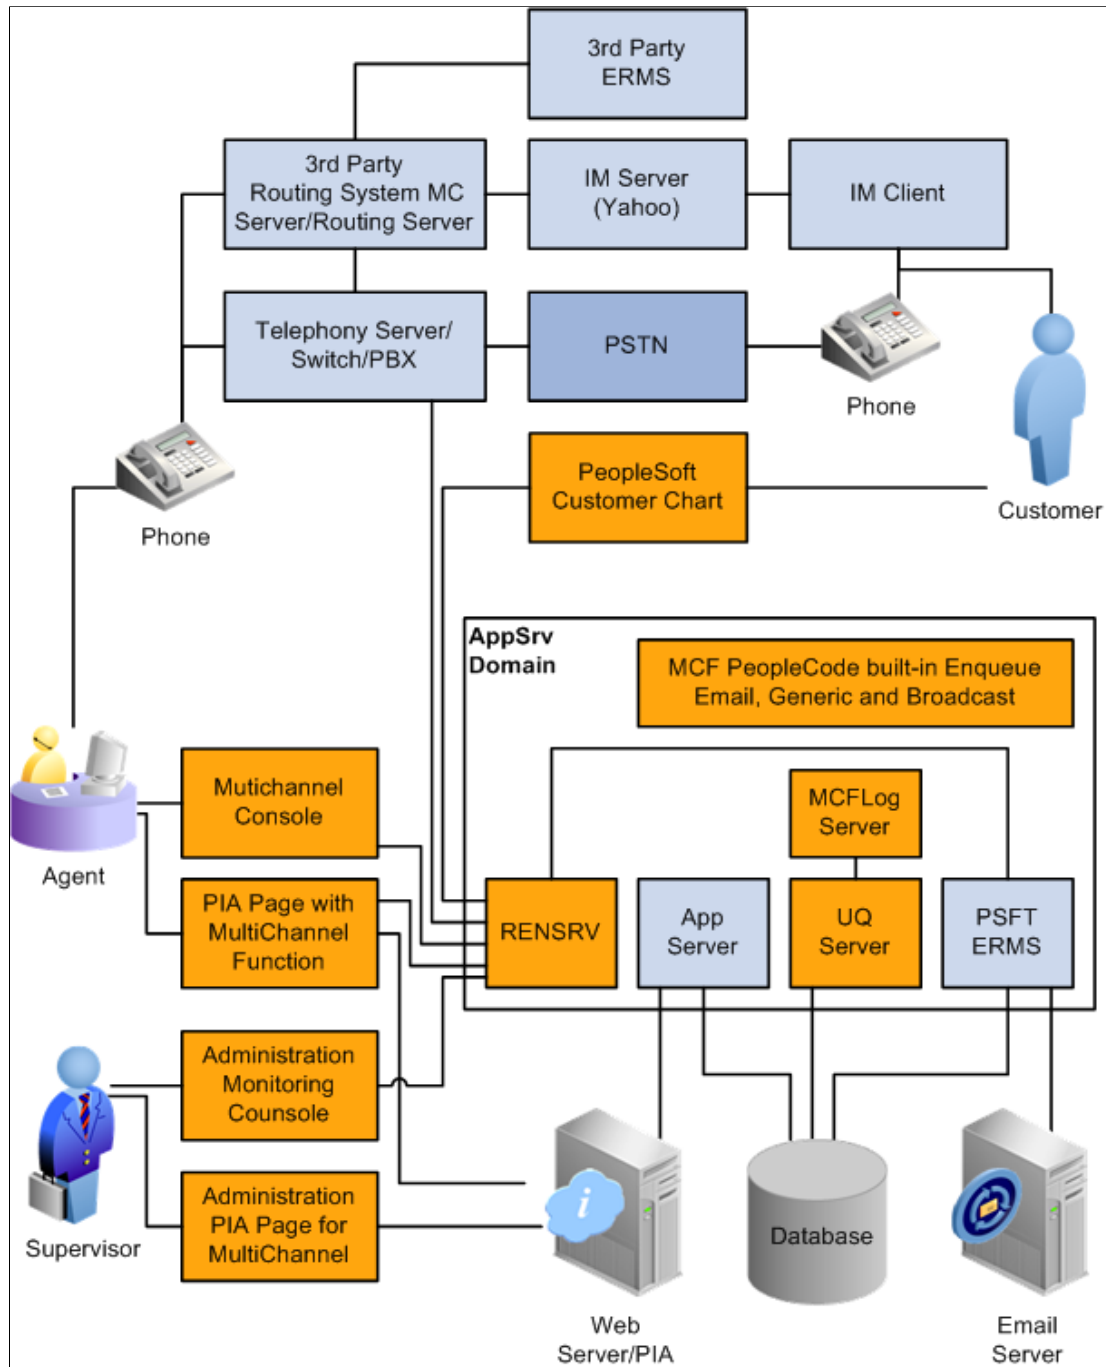 3rd Party
ERMS
3rd Party
Routing System MC
Server/Routing Server
IM Server
(Yahoo)
IM Client
Telephony Server/
Switch/PBX
PSTN
Phone
Phone
PeopleSoft
Customer Chart
Customer
AppSrv
Domain
MCF PeopleCode built-in Enqueue
Email, Generic and Broadcast
Mutichannel
Console
MCFLog
Server
Agent
PIA Page with
MultiChannel
Function
RENSRV
App
Server
UQ
Server
PSFT
ERMS
Administration
Monitoring
Counsole
Supervisor
Administration
PIA Page for
MultiChannel
Database
Web
Server/PIA
Email
Server